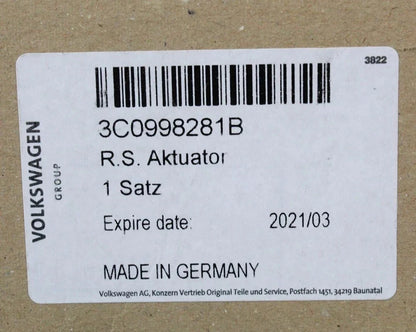 3822
VOLKSWAGEN
GROUP
3C0998281B
R.S. Aktuator
1 Satz
Expire date: 2021/03
MADE IN GERMANY
Volkswagen AG, Konzern Vertrieb Original Teile und Service, Postfach 1451, 34219 Baunatal